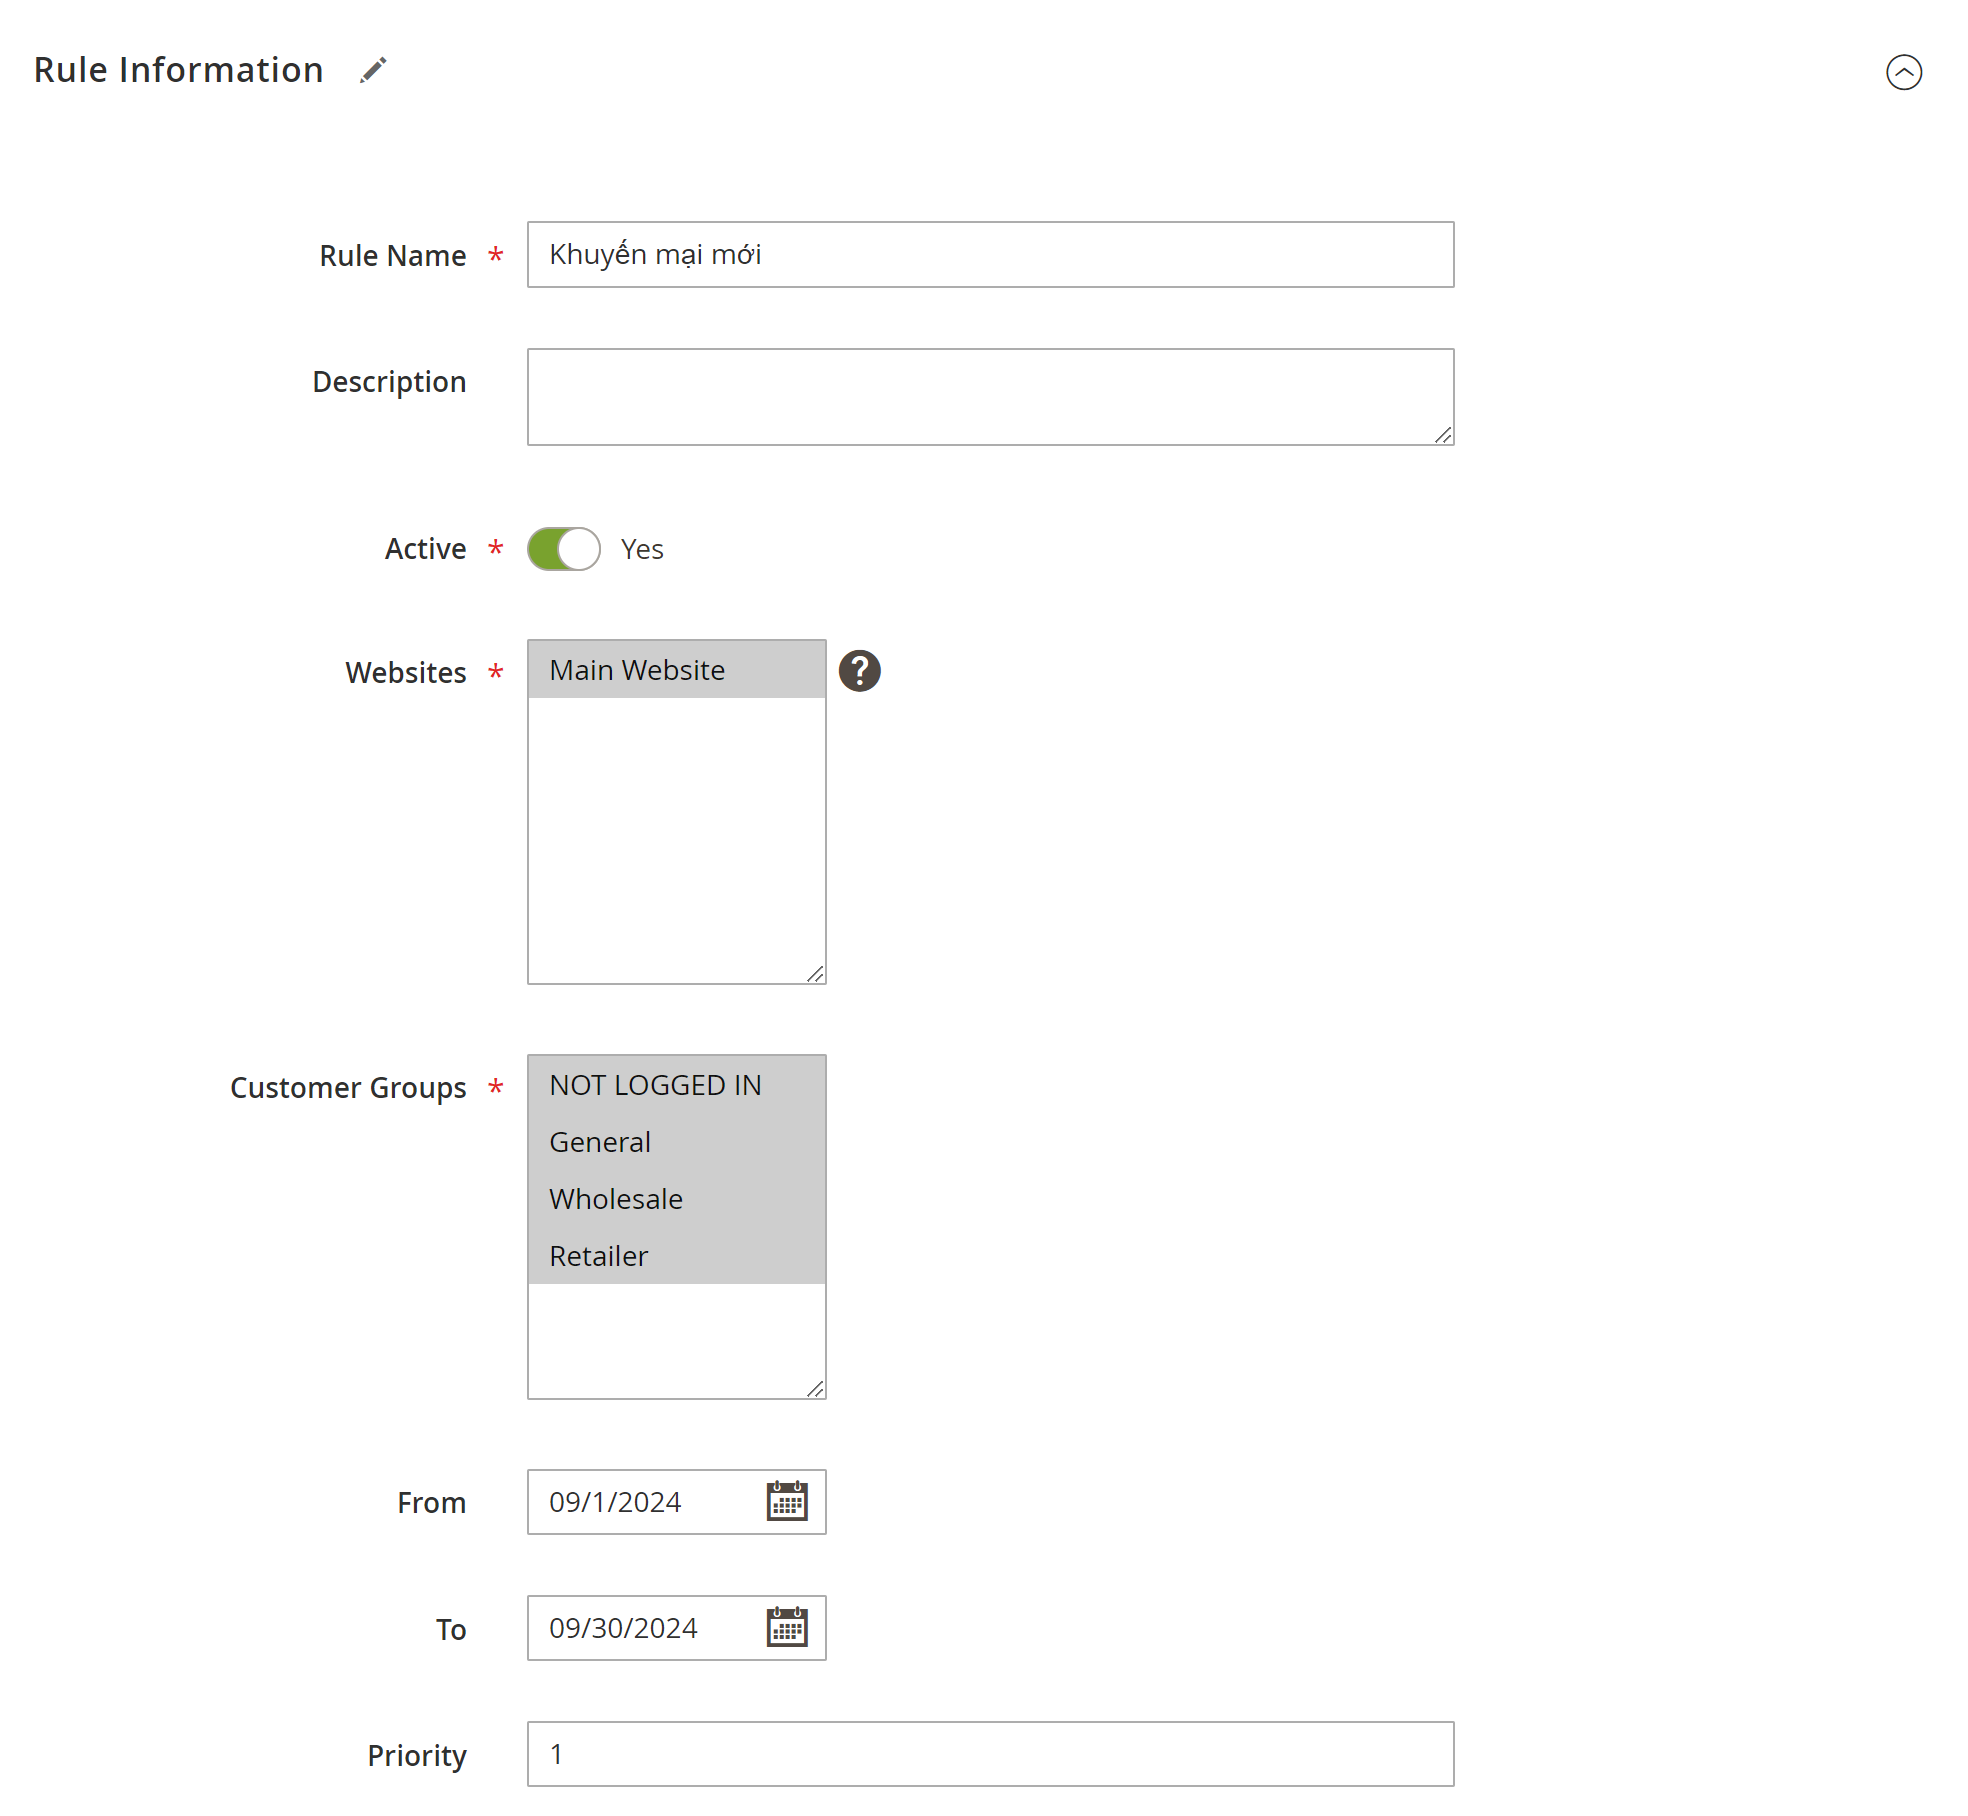 Rule Information
Rule Name * Khuyến mại mới
Description
Active * Yes
Websites * Main Website ?
Customer Groups * NOT LOGGED IN
General
Wholesale
Retailer
From 09/1/2024
To 09/30/2024
Priority 1